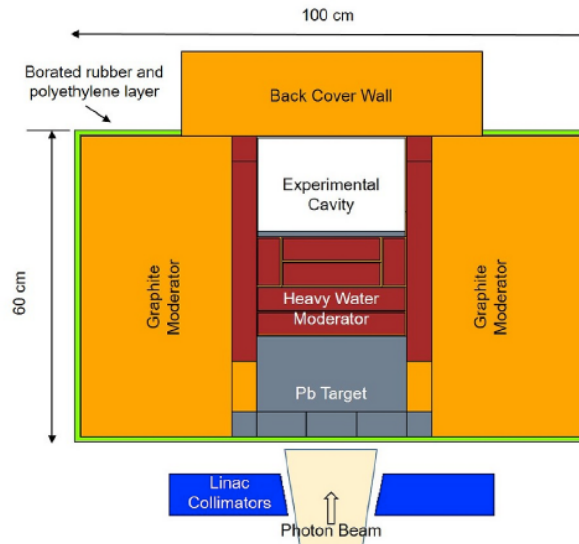 100 cm
Borated rubber and
polyethylene layer
Back Cover Wall
Experimental
Cavity
60 cm
Graphite
Moderator
Heavy Water
Moderator
Graphite
Moderator
Pb Target
Linac
Collimators
Photon Beam